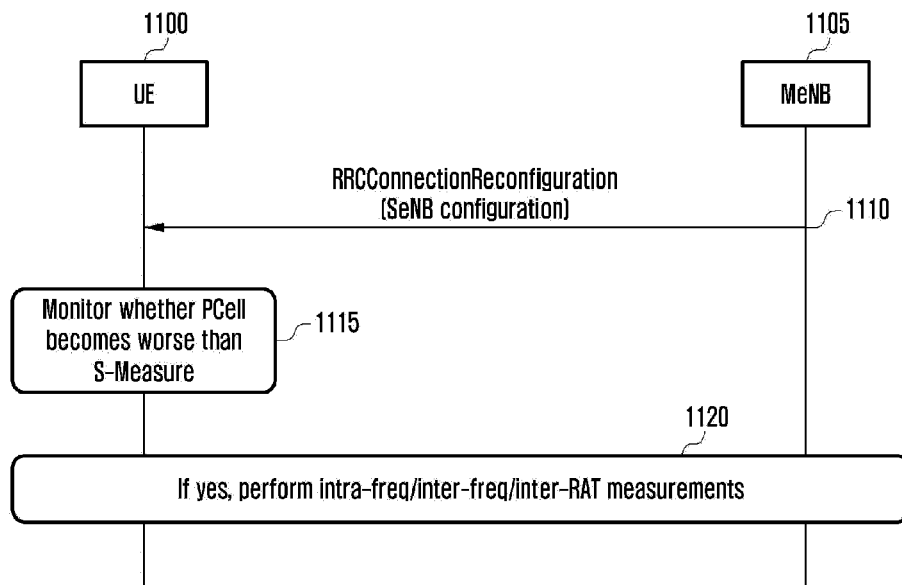 1100
1105
UE
MeNB
RRCConnectionReconfiguration
(SeNB configuration)
1110
Monitor whether PCell
becomes worse than
S-Measure
1115
1120
If yes, perform intra-freq/inter-freq/inter-RAT measurements